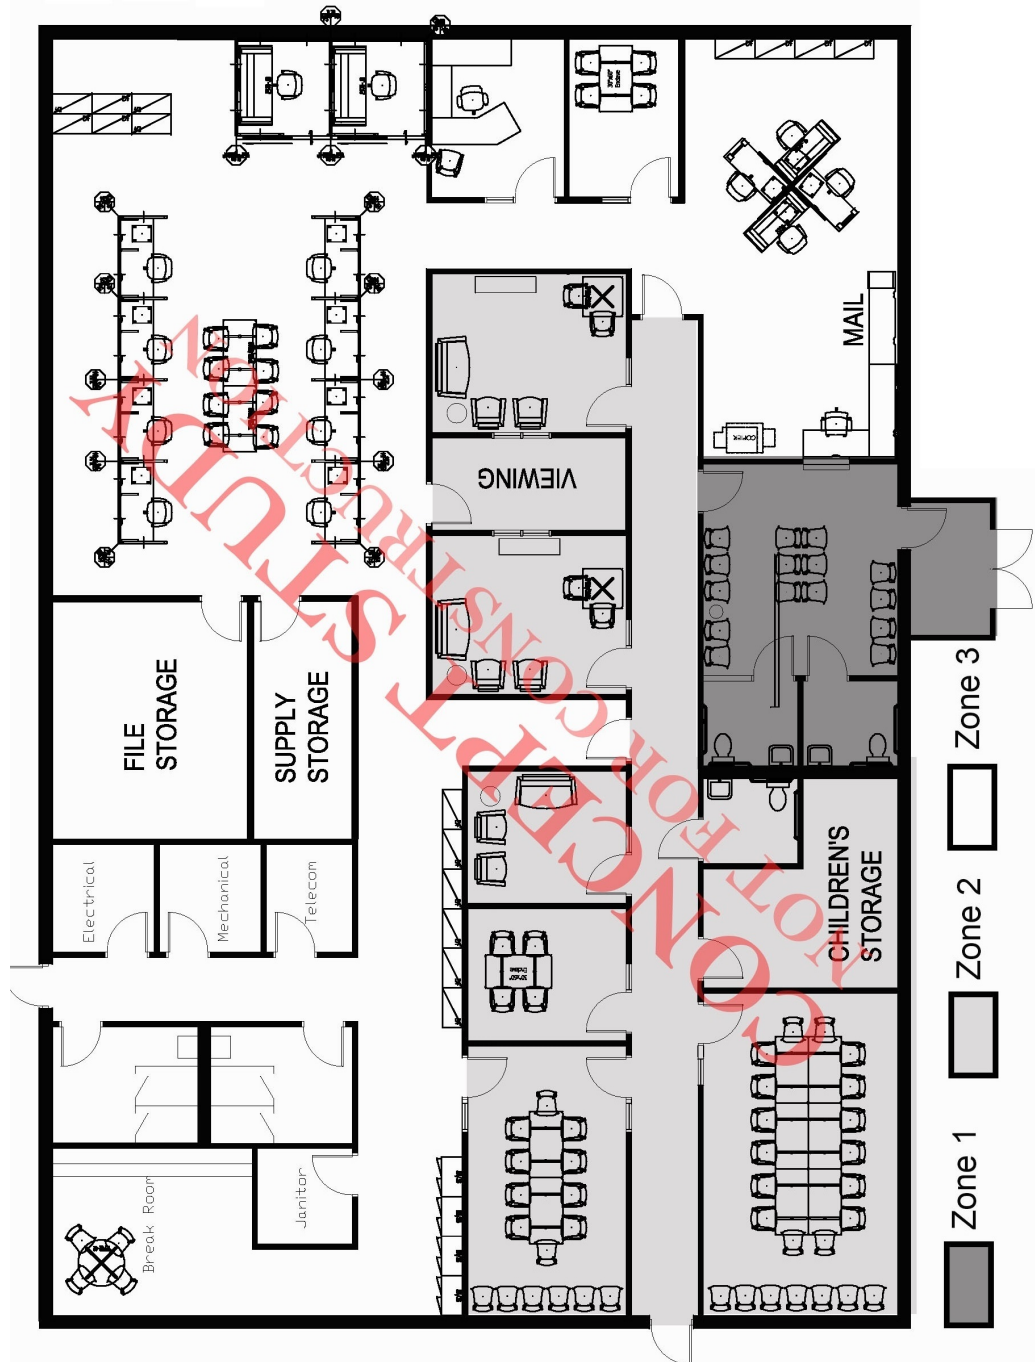 MAIL
VIEWING
FILE
STORAGE
SUPPLY
STORAGE
Electrical
Mechanical
Telecom
CHILDREN'S
STORAGE
Break Room
Janitor
COPIER
CONCEPT STUDY
NOT FOR CONSTRUCTION
Zone 1
Zone 2
Zone 3